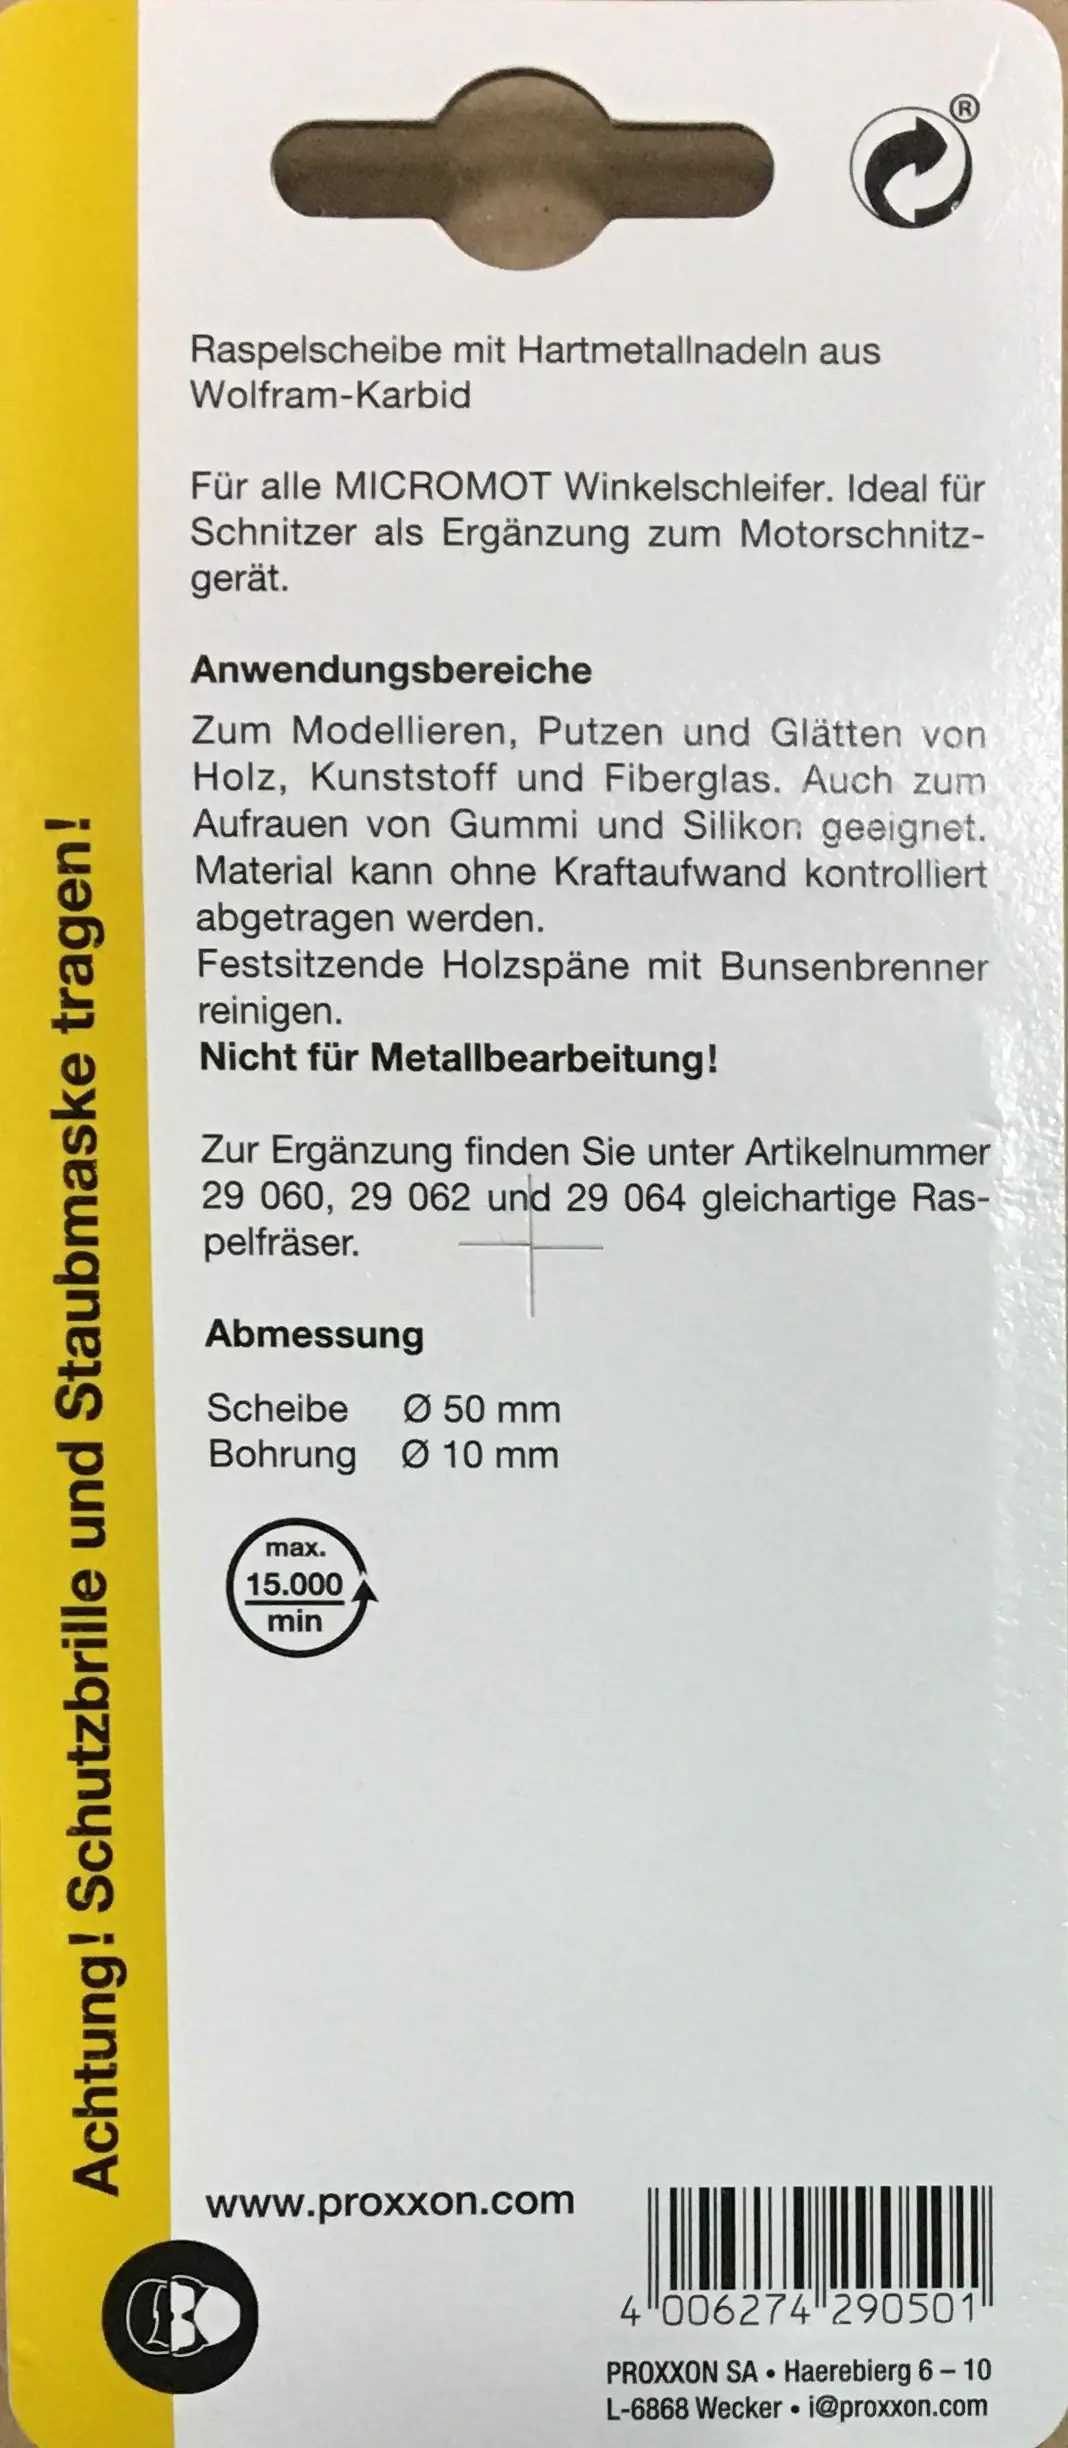 ®
Raspelscheibe mit Hartmetallnadeln aus
Wolfram-Karbid
Für alle MICROMOT Winkelschleifer. Ideal für
Schnitzer als Ergänzung zum Motorschnitz-
gerät.
Anwendungsbereiche
Zum Modellieren, Putzen und Glätten von
Holz, Kunststoff und Fiberglas. Auch zum
Aufrauen von Gummi und Silikon geeignet.
Material kann ohne Kraftaufwand kontrolliert
abgetragen werden.
Festsitzende Holzspäne mit Bunsenbrenner
reinigen.
Nicht für Metallbearbeitung!
Zur Ergänzung finden Sie unter Artikelnummer
29 060, 29 062 und 29 064 gleichartige Ras-
pelfräser.
Abmessung
Scheibe Ø 50 mm
Bohrung Ø 10 mm
max.
15.000
min
Achtung! Schutzbrille und Staubmaske tragen!
www.proxxon.com
4 006274 290501
PROXXON SA • Haerebierg 6 – 10
L-6868 Wecker • i@proxxon.com